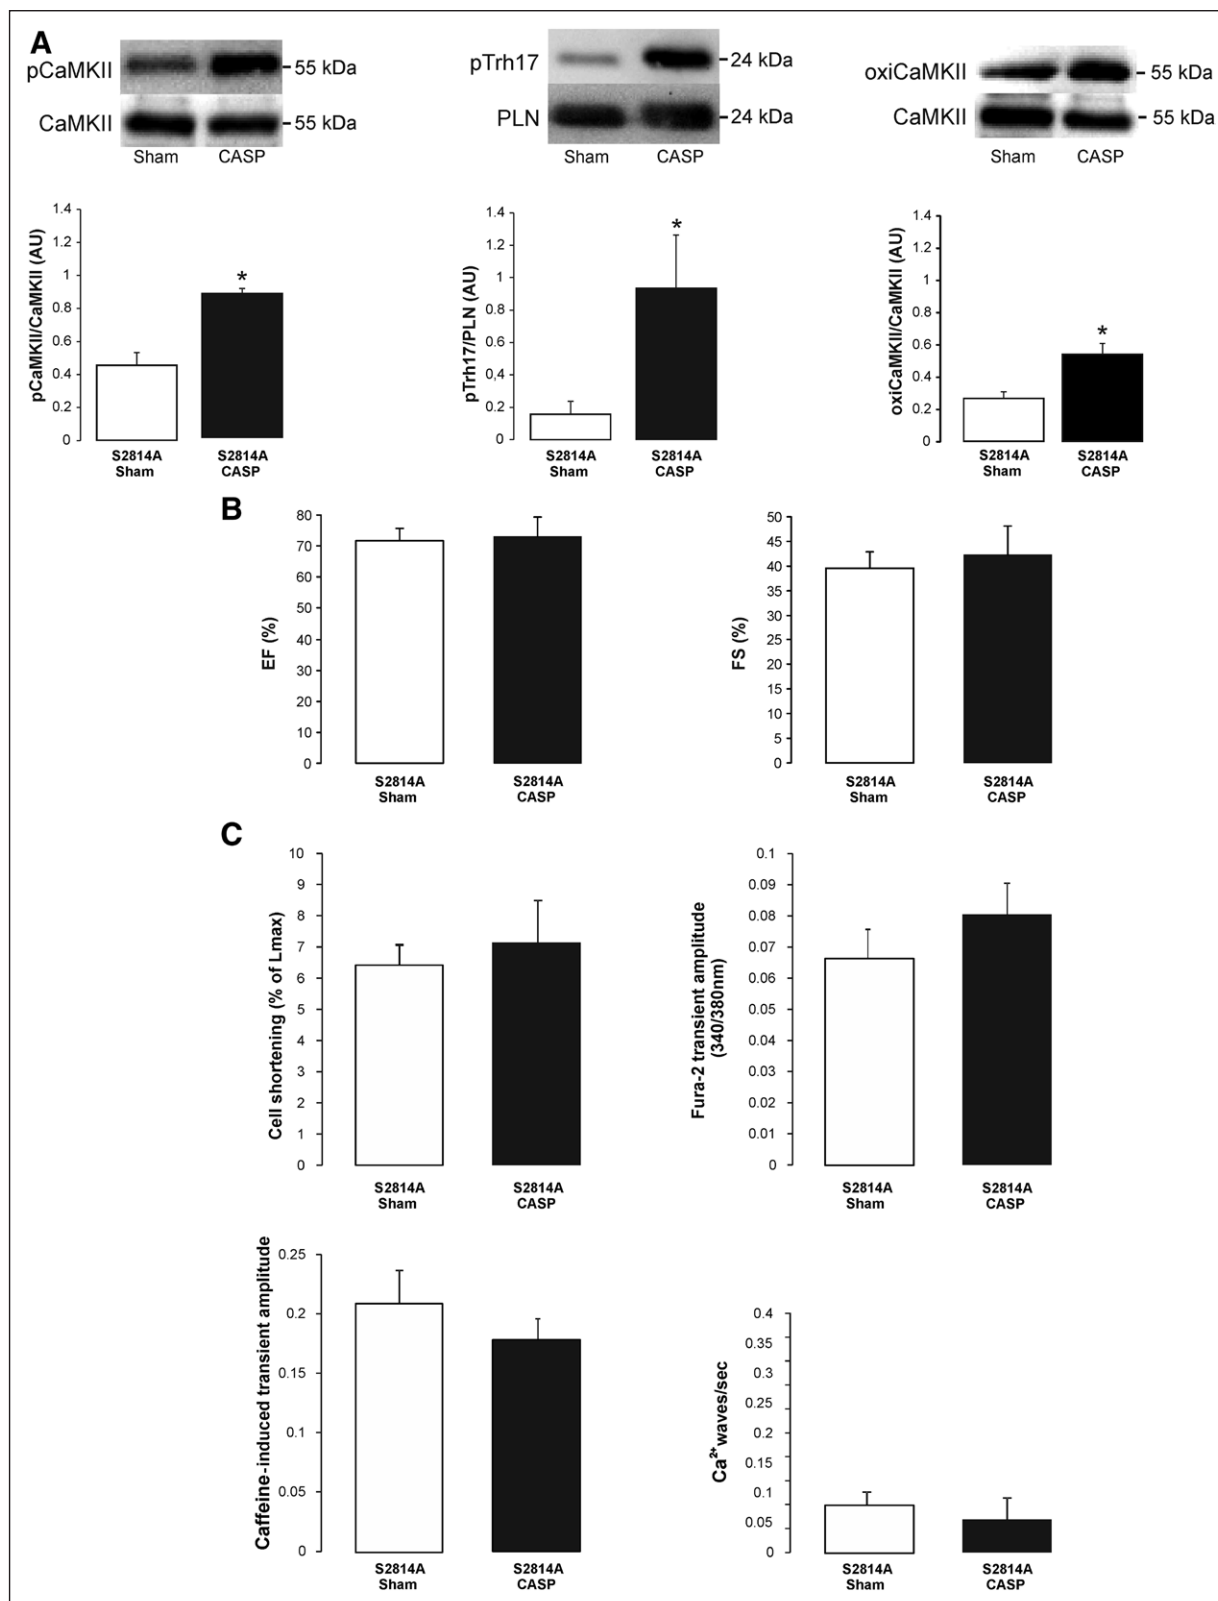 A
pCaMKII
55 kDa
CaMKII
55 kDa
Sham CASP
pTrh17
24 kDa
PLN
24 kDa
Sham CASP
oxiCaMKII
55 kDa
CaMKII
55 kDa
Sham CASP
pCaMKII/CaMKII (AU)
1.4
1.2
1
0.8
0.6
0.4
0.2
0
*
S2814A S2814A
Sham CASP
pTrh17/PLN (AU)
1.4
1.2
1
0.8
0.6
0,4
0.2
0
*
S2814A S2814A
Sham CASP
oxiCaMKII/CaMKII (AU)
1.4
1.2
1
0.8
0.6
0.4
0.2
0
*
S2814A S2814A
Sham CASP
B
EF (%)
80
70
60
50
40
30
20
10
0
S2814A S2814A
Sham CASP
FS (%)
50
45
40
35
30
25
20
15
10
5
0
S2814A S2814A
Sham CASP
C
Cell shortening (% of Lmax)
10
9
8
7
6
5
4
3
2
1
0
S2814A S2814A
Sham CASP
Fura-2 transient amplitude
(340/380nm)
0.1
0.09
0.08
0.07
0.06
0.05
0.04
0.03
0.02
0.01
0
S2814A S2814A
Sham CASP
Caffeine-induced transient amplitude
0.25
0.2
0.15
0.1
0.05
0
S2814A S2814A
Sham CASP
Ca²⁺waves/sec
0.4
0.35
0.3
0.25
0.2
0.15
0.1
0.05
0
S2814A S2814A
Sham CASP